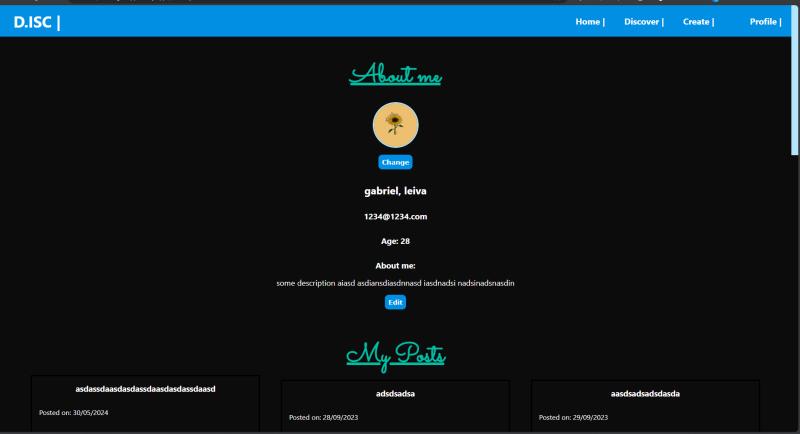 D.ISC |
Home | Discover | Create | Profile |
About me
Change
gabriel, leiva
1234@1234.com
Age: 28
About me:
some description aiasd asdiansdiasdnnasd iasdnadsi nadsinadsnasdin
Edit
My Posts
asdassdaasdasdassdaasdasdassdaasd
Posted on: 30/05/2024
adsdsadsa
Posted on: 28/09/2023
aasdsadsadsdasda
Posted on: 29/09/2023